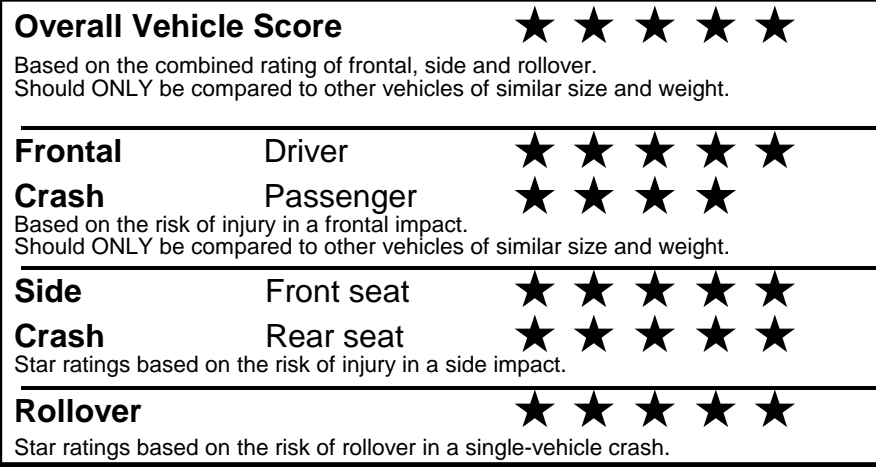 Overall Vehicle Score ★ ★ ★ ★ ★
Based on the combined rating of frontal, side and rollover.
Should ONLY be compared to other vehicles of similar size and weight.
Frontal Driver ★ ★ ★ ★ ★
Crash Passenger ★ ★ ★ ★
Based on the risk of injury in a frontal impact.
Should ONLY be compared to other vehicles of similar size and weight.
Side Front seat ★ ★ ★ ★ ★
Crash Rear seat ★ ★ ★ ★ ★
Star ratings based on the risk of injury in a side impact.
Rollover ★ ★ ★ ★ ★
Star ratings based on the risk of rollover in a single-vehicle crash.